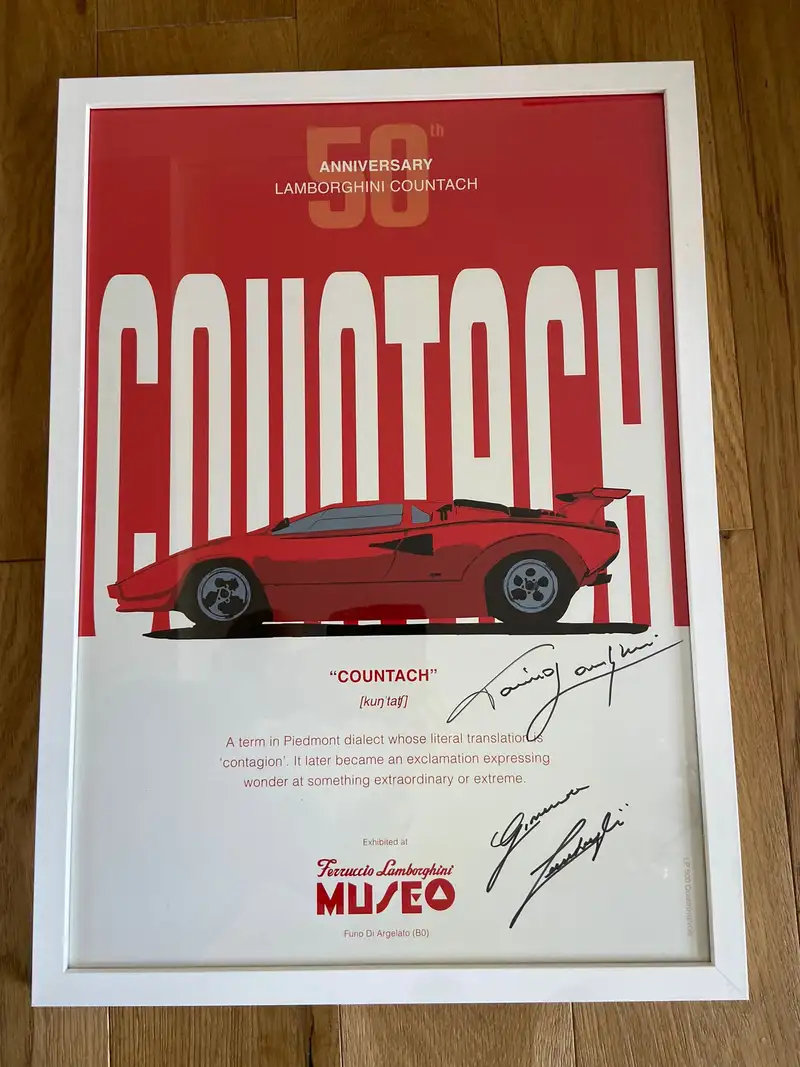 50th
ANNIVERSARY
LAMBORGHINI COUNTACH
COUNTACH
“COUNTACH”
[kuŋˈtatʃ]
A term in Piedmont dialect whose literal translation is
‘contagion’. It later became an exclamation expressing
wonder at something extraordinary or extreme.
Exhibited at
Ferruccio Lamborghini
MUSEO
Funo Di Argelato (BO)